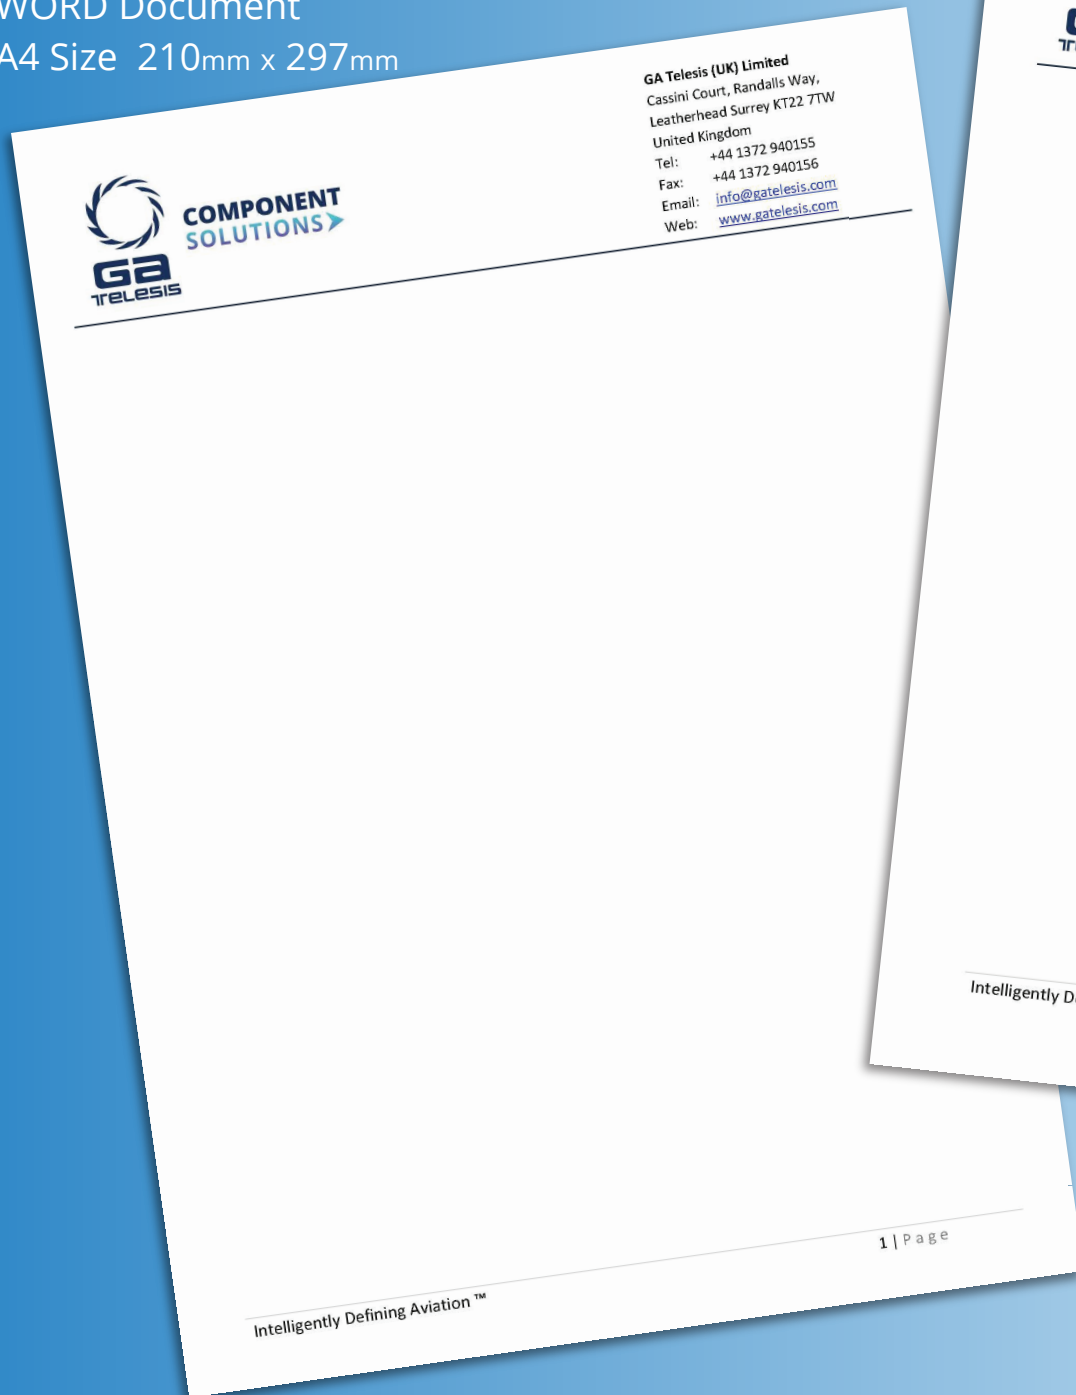 WORD Document
A4 Size 210mm x 297mm
GA Telesis (UK) Limited
Cassini Court, Randalls Way,
Leatherhead Surrey KT22 7TW
United Kingdom
Tel: +44 1372 940155
Fax: +44 1372 940156
Email: info@gatelesis.com
Web: www.gatelesis.com
COMPONENT
SOLUTIONS
GA
TELESIS
1 | Page
Intelligently Defining Aviation ™
Intelligently D